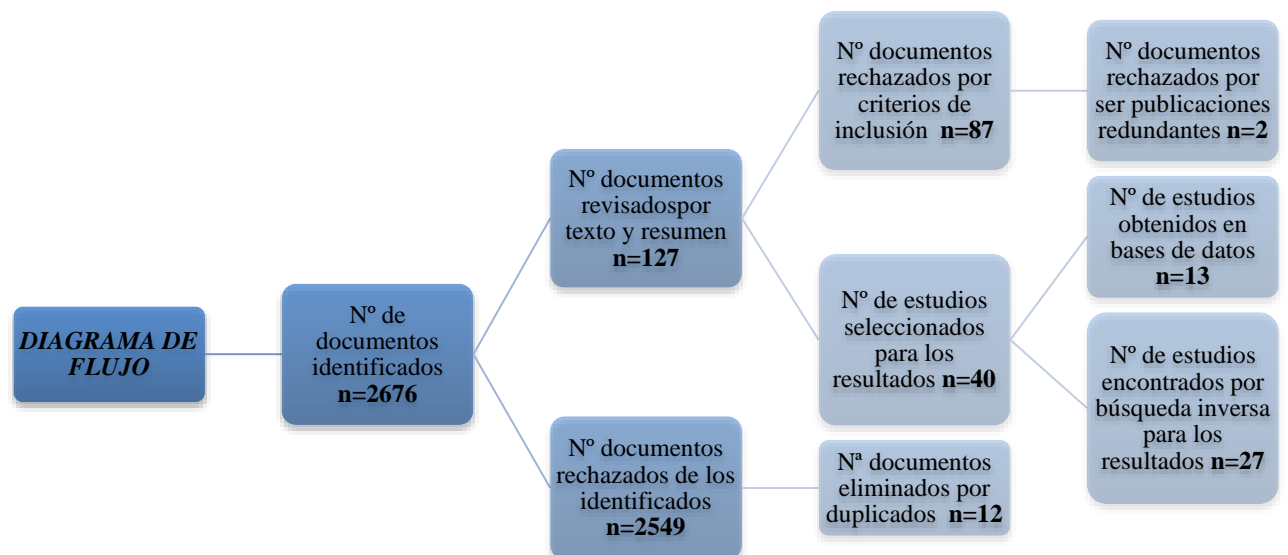 DIAGRAMA DE
FLUJO
Nº de
documentos
identificados
n=2676
Nº documentos
revisadospor
texto y resumen
n=127
Nº documentos
rechazados de los
identificados
n=2549
Nº documentos
rechazados por
criterios de
inclusión n=87
Nº de estudios
seleccionados
para los
resultados n=40
Nª documentos
eliminados por
duplicados n=12
Nº documentos
rechazados por
ser publicaciones
redundantes n=2
Nº de estudios
obtenidos en
bases de datos
n=13
Nº de estudios
encontrados por
búsqueda inversa
para los
resultados n=27